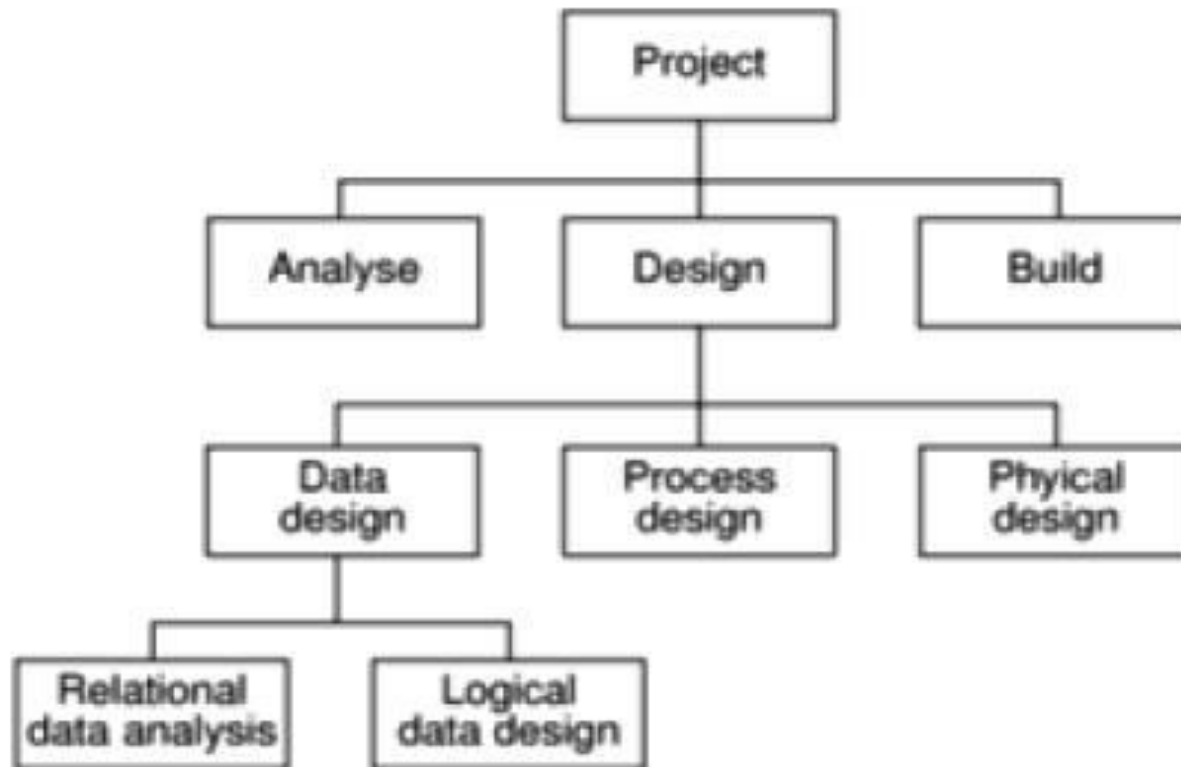 Project
Analyse
Design
Build
Data
design
Process
design
Phyical
design
Relational
data analysis
Logical
data design